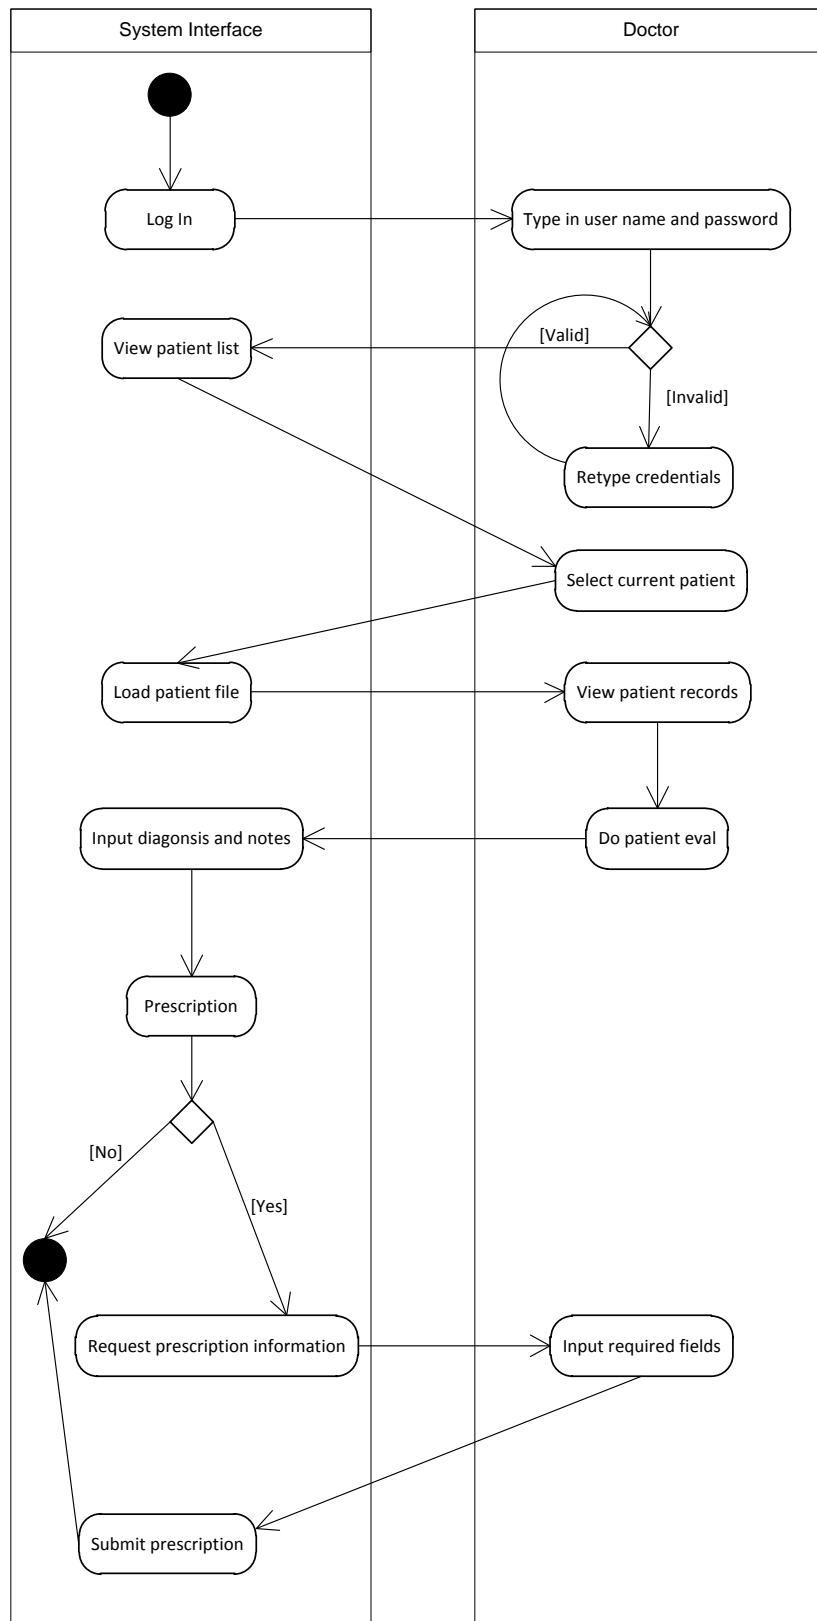 System Interface
Doctor
Log In
Type in user name and password
View patient list
[Valid]
[Invalid]
Retype credentials
Select current patient
Load patient file
View patient records
Input diagonsis and notes
Do patient eval
Prescription
[No]
[Yes]
Request prescription information
Input required fields
Submit prescription